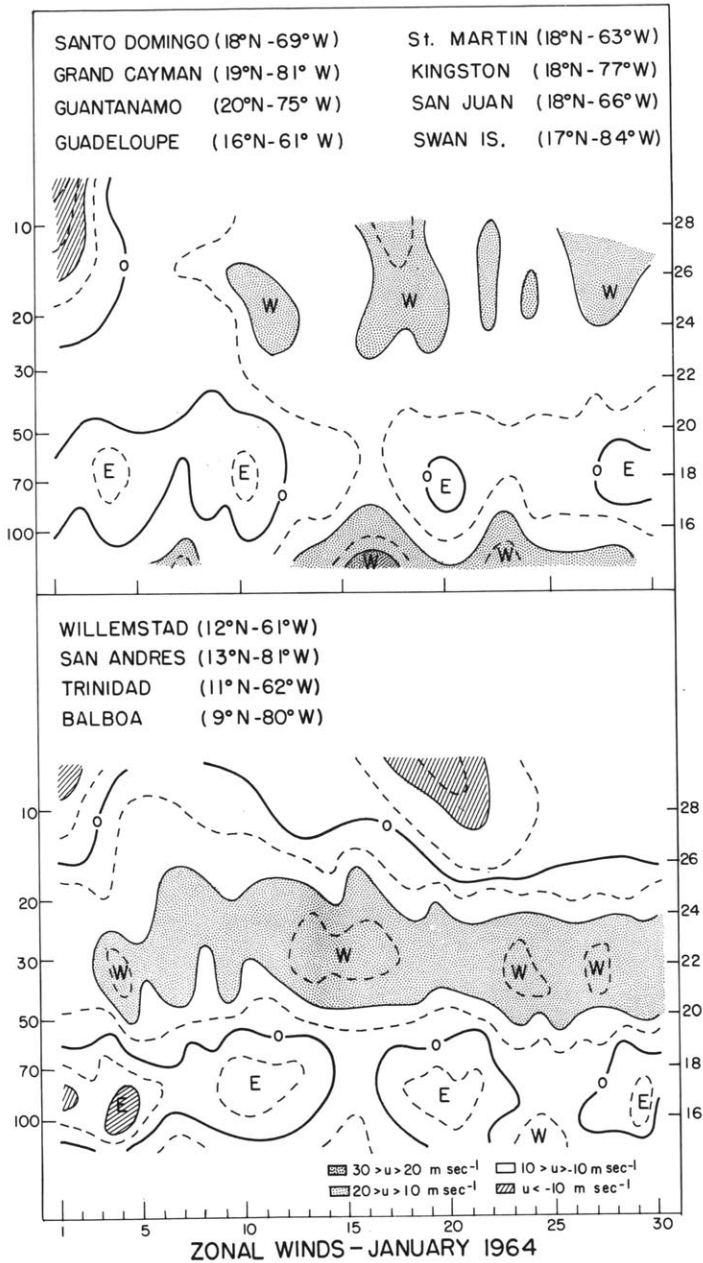 SANTO DOMINGO (18°N-69°W) St. MARTIN (18°N-63°W)
GRAND CAYMAN (19°N-81° W) KINGSTON (18°N-77°W)
GUANTANAMO (20°N-75° W) SAN JUAN (18°N-66°W)
GUADELOUPE (16°N-61° W) SWAN IS. (17°N-84°W)
10 28
0 26
W W W
20 24
30 22
50 20
E E 0 E 0 E 18
70 0
100 16
W W
WILLEMSTAD (12°N-61°W)
SAN ANDRES (13°N-81°W)
TRINIDAD (11°N-62°W)
BALBOA (9°N-80°W)
10 28
0 0
26
20 24
W
30 W W W 22
50 20
0 0 18
70 E E 0
E E
100 W 16
30 > u > 20 m sec⁻¹ 10 > u >-10 m sec⁻¹
20 > u > 10 m sec⁻¹ u < -10 m sec⁻¹
1 5 10 15 20 25 30
ZONAL WINDS - JANUARY 1964